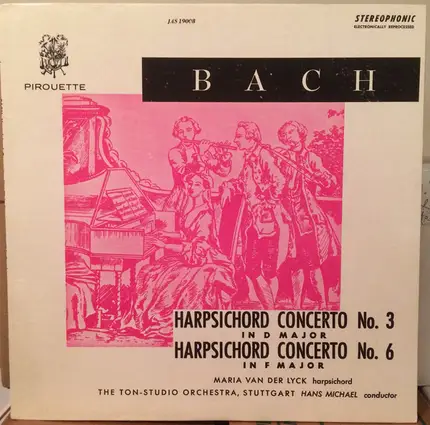 JAS 19008
STEREOPHONIC
ELECTRONICALLY REPROCESSED
PIROUETTE
BACH
HARPSICHORD CONCERTO No. 3
IN D MAJOR
HARPSICHORD CONCERTO No. 6
IN F MAJOR
MARIA VAN DER LYCK harpsichord
THE TON-STUDIO ORCHESTRA, STUTTGART HANS MICHAEL conductor